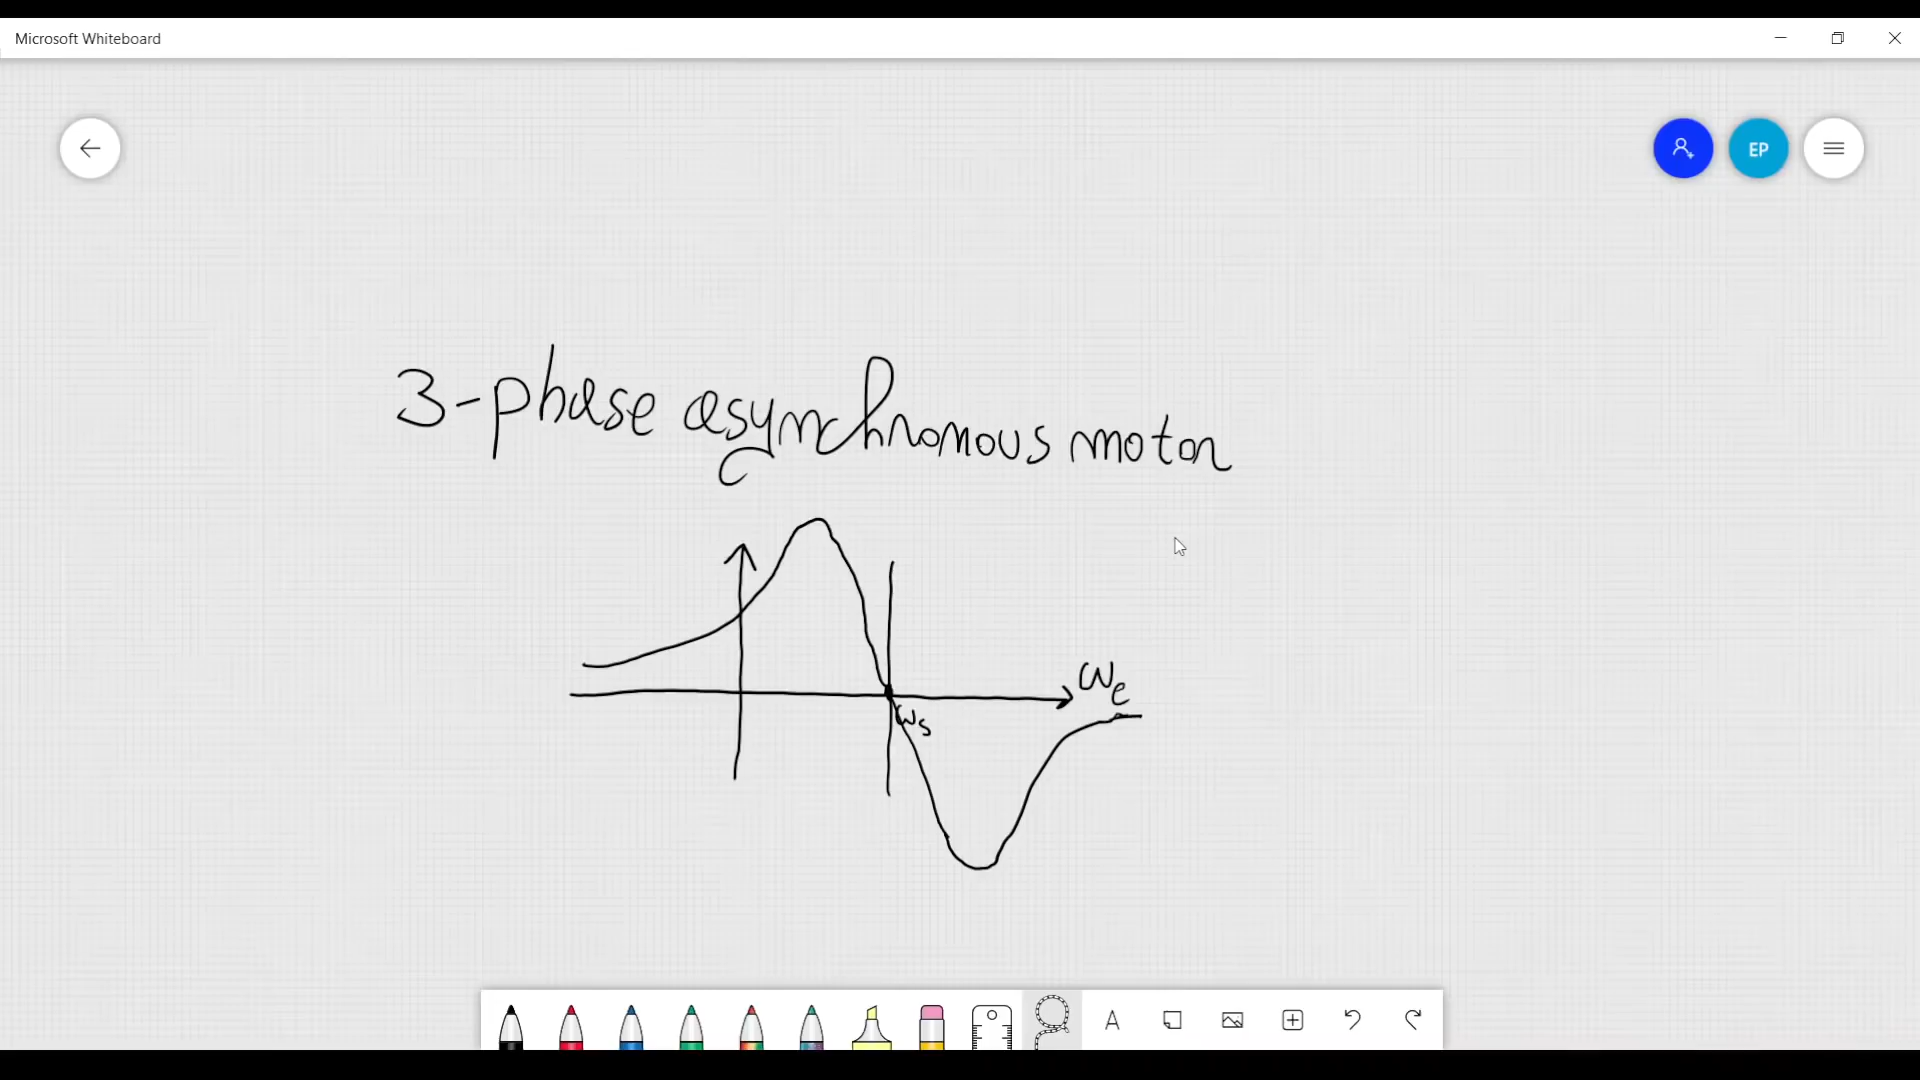 Microsoft Whiteboard
EP
3-phase asynchronous motor
ωe
ωs
A